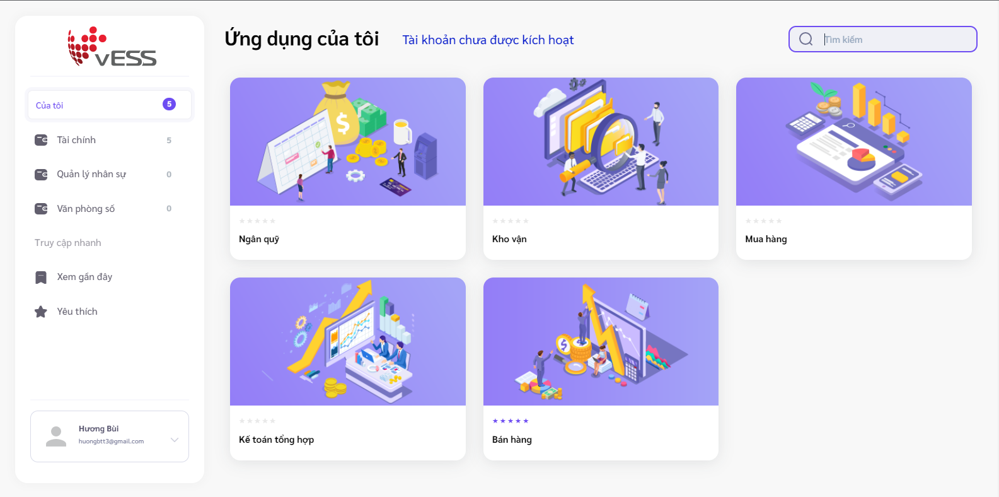 VESS
Ứng dụng của tôi
Tài khoản chưa được kích hoạt
Tìm kiếm
Của tôi
5
Tài chính
5
Quản lý nhân sự
0
Văn phòng số
0
Truy cập nhanh
Xem gần đây
Yêu thích
Hương Bùi
huongbtt3@gmail.com
Ngân quỹ
Kho vận
Mua hàng
Kế toán tổng hợp
Bán hàng